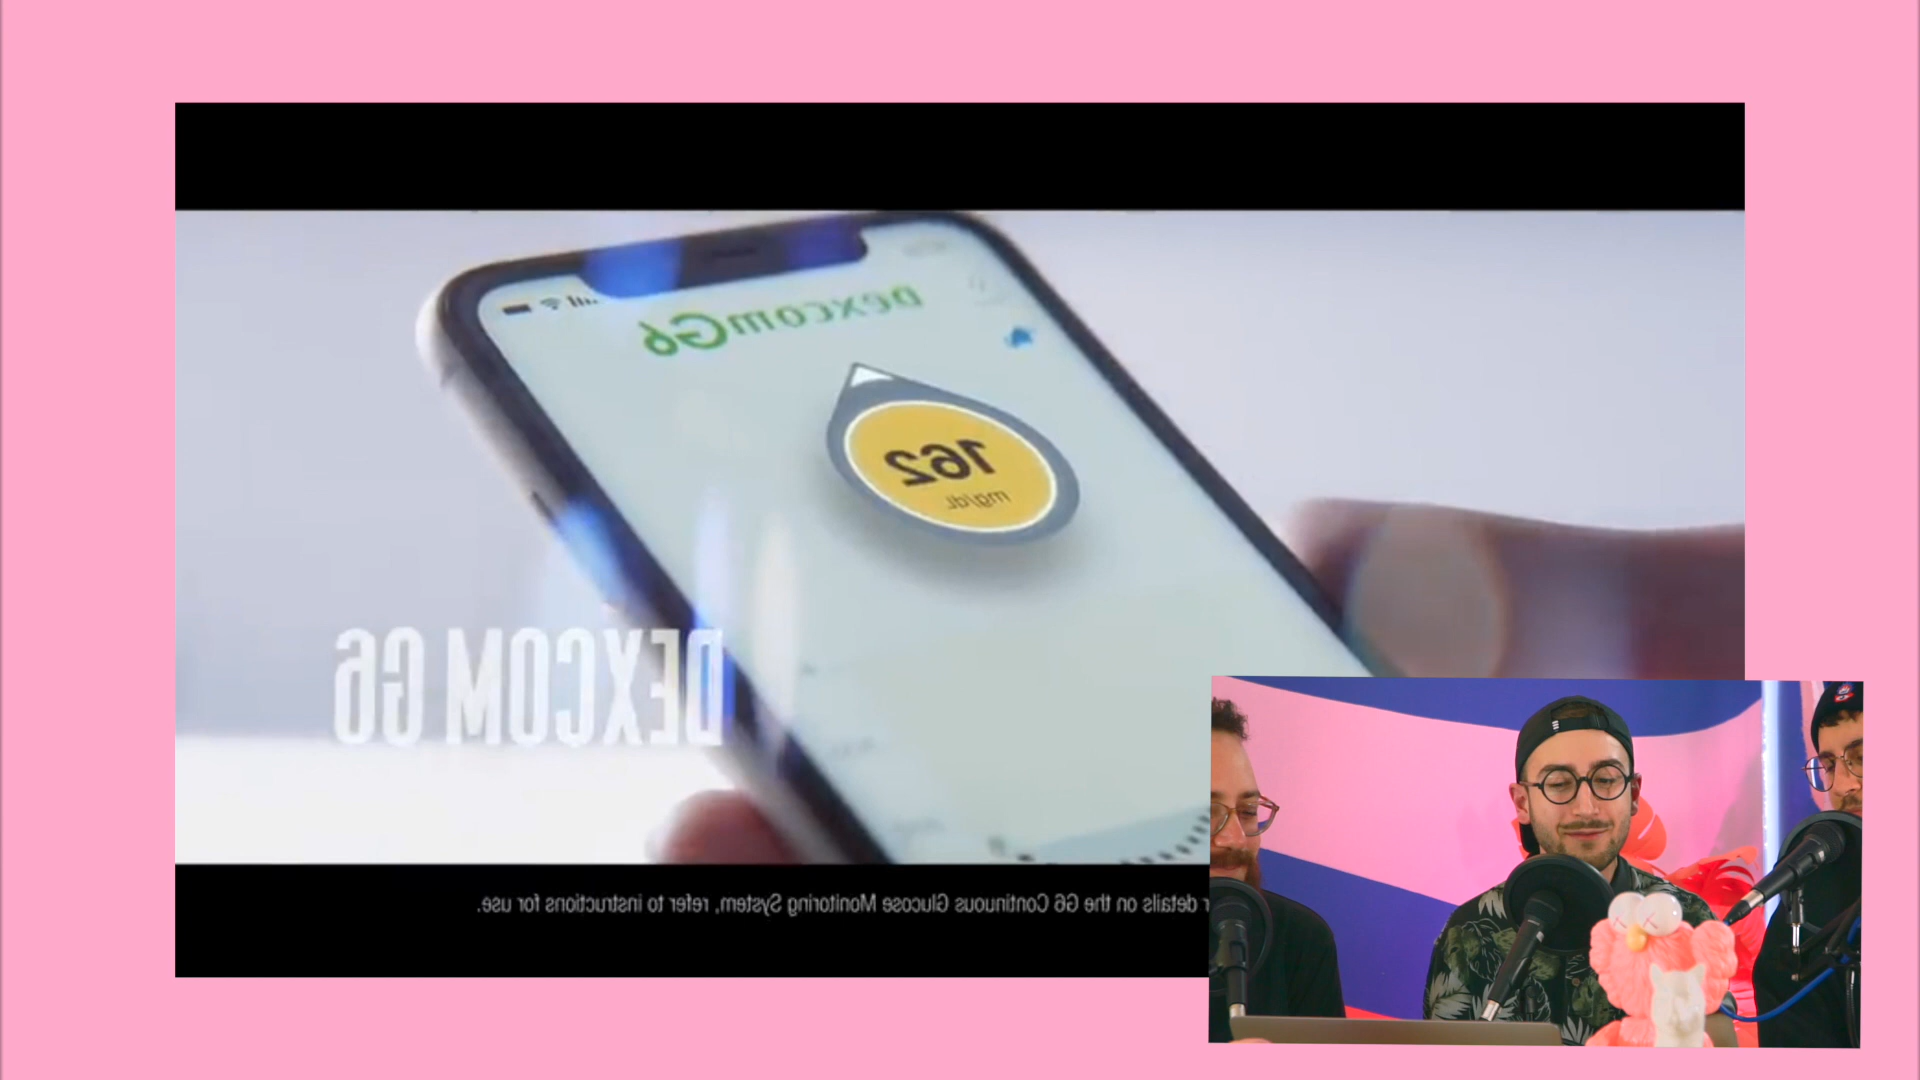 DexcomG6
162
mg/dL
DEXCOM G6
details on the G6 Continuous Glucose Monitoring System, refer to instructions for use.